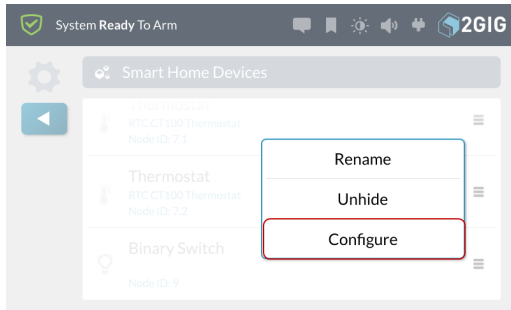 System Ready To Arm
2GIG
Smart Home Devices
Thermostat
RTC CT100 Thermostat
Node ID: 7.1
Thermostat
RTC CT100 Thermostat
Node ID: 7.2
Binary Switch
Node ID: 9
Rename
Unhide
Configure